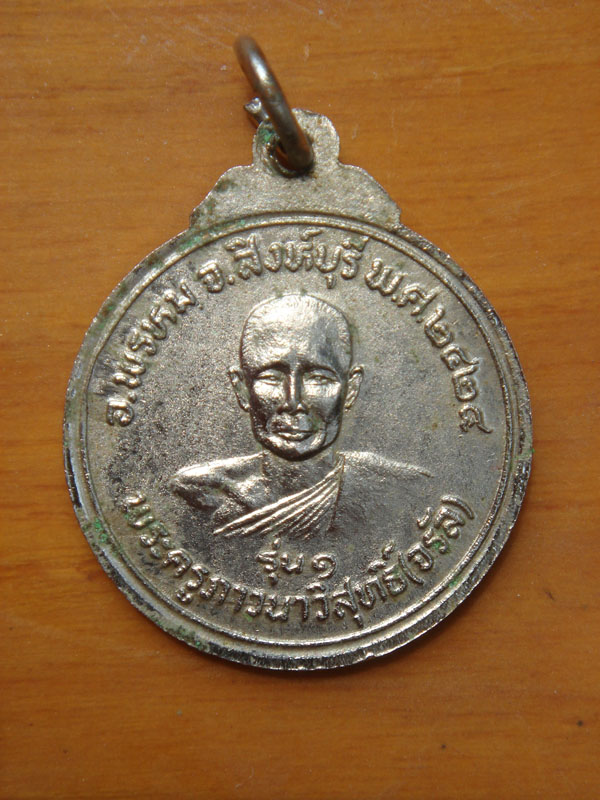 อ.พรหม จ.สิงห์บุรี พ.ศ.๒๕๒๔
รุ่น ๑
พระครูภาวนาวิสุทธิ์(จรัล)